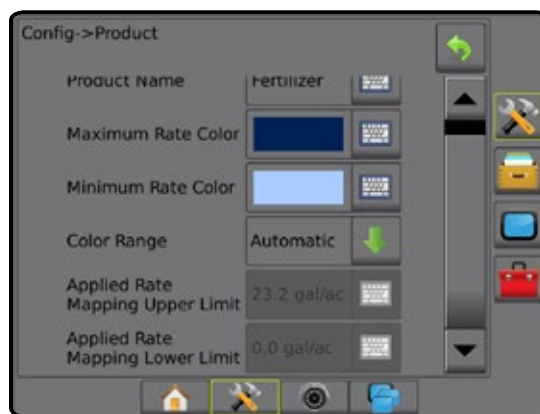 Config->Product
Product Name
Fertilizer
Maximum Rate Color
Minimum Rate Color
Color Range
Automatic
Applied Rate
Mapping Upper Limit
23.2 gal/ac
Applied Rate
Mapping Lower Limit
0.0 gal/ac